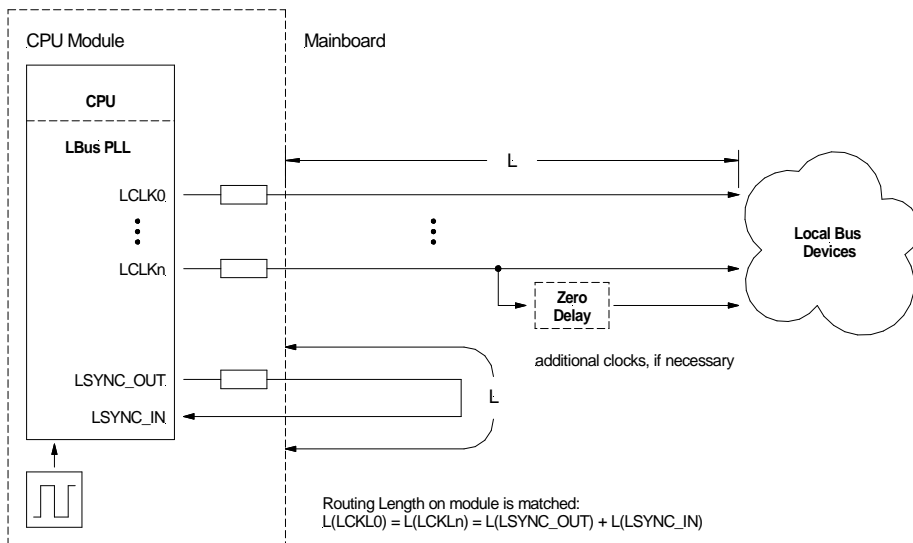 CPU Module
Mainboard
CPU
LBus PLL
L
LCLK0
Local Bus
Devices
LCLKn
Zero
Delay
additional clocks, if necessary
LSYNC_OUT
L
LSYNC_IN
Routing Length on module is matched:
L(LCKL0) = L(LCKLn) = L(LSYNC_OUT) + L(LSYNC_IN)